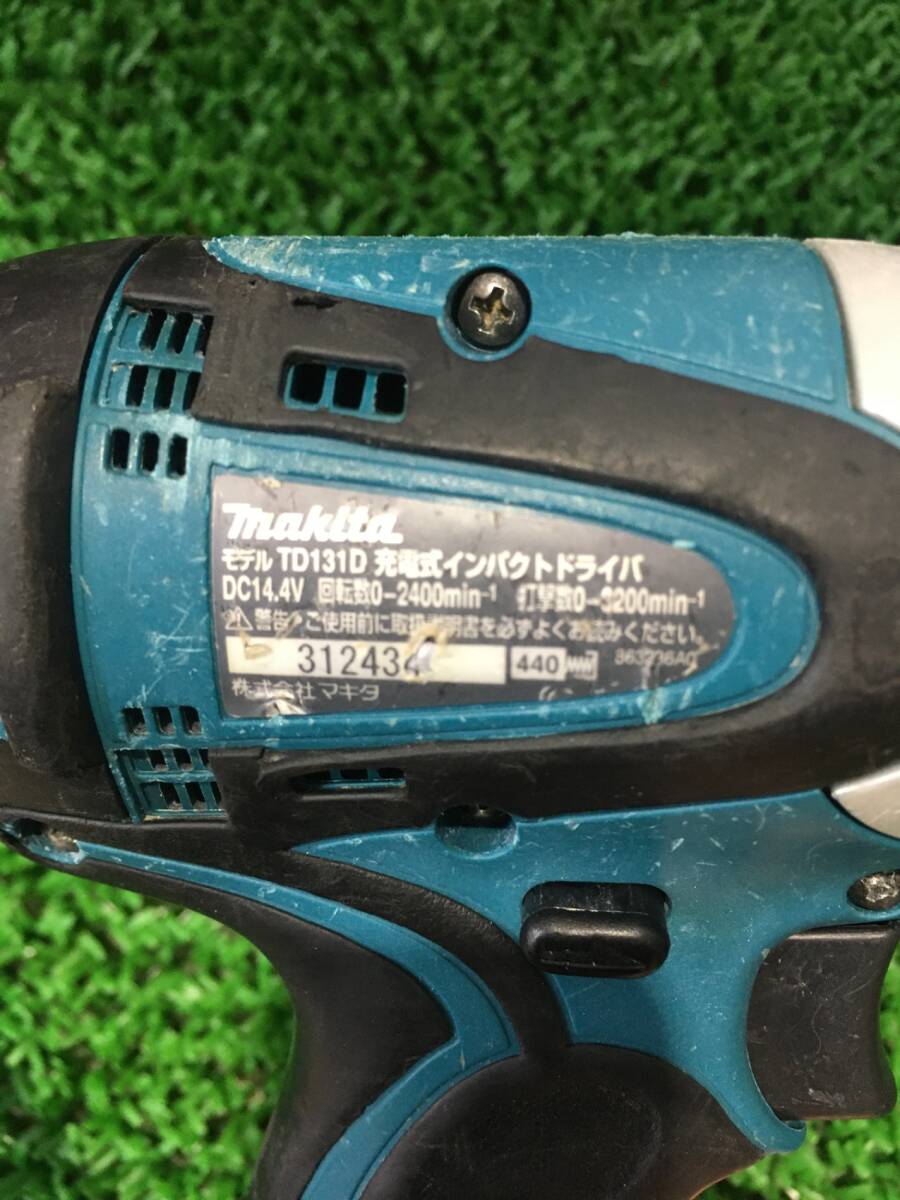 makita
モデル TD131D 充電式インパクトドライバ
DC14.4V 回転数0-2400min-1 打撃数0-3200min-1
警告 ご使用前に取扱説明書を必ずよくお読みください。
312434
440
株式会社 マキタ